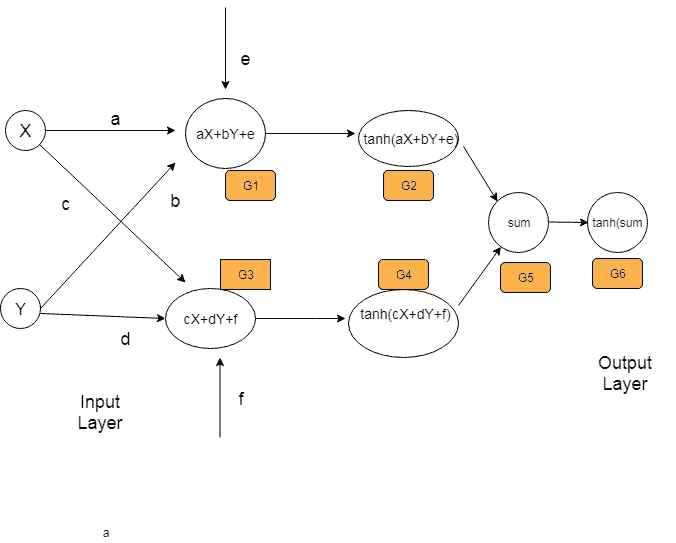 e
X
a
aX+bY+e
tanh(aX+bY+e)
G1
G2
c
b
sum
tanh(sum
G3
G4
G5
G6
Y
cX+dY+f
tanh(cX+dY+f)
d
Output
Layer
Input
Layer
f
a